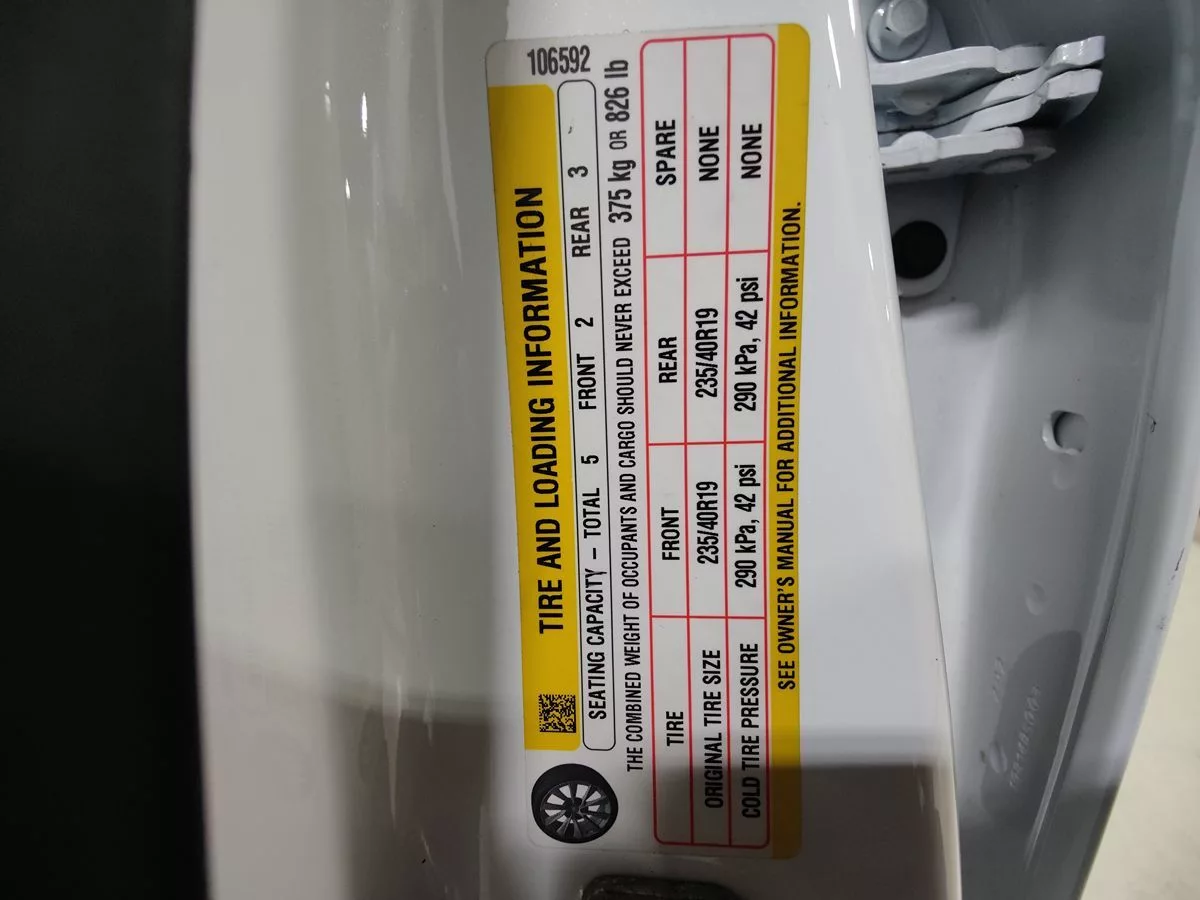 106592
TIRE AND LOADING INFORMATION
SEATING CAPACITY – TOTAL 5 FRONT 2 REAR 3
THE COMBINED WEIGHT OF OCCUPANTS AND CARGO SHOULD NEVER EXCEED 375 kg OR 826 lb
TIRE FRONT REAR SPARE
ORIGINAL TIRE SIZE 235/40R19 235/40R19 NONE
COLD TIRE PRESSURE 290 kPa, 42 psi 290 kPa, 42 psi NONE
SEE OWNER'S MANUAL FOR ADDITIONAL INFORMATION.